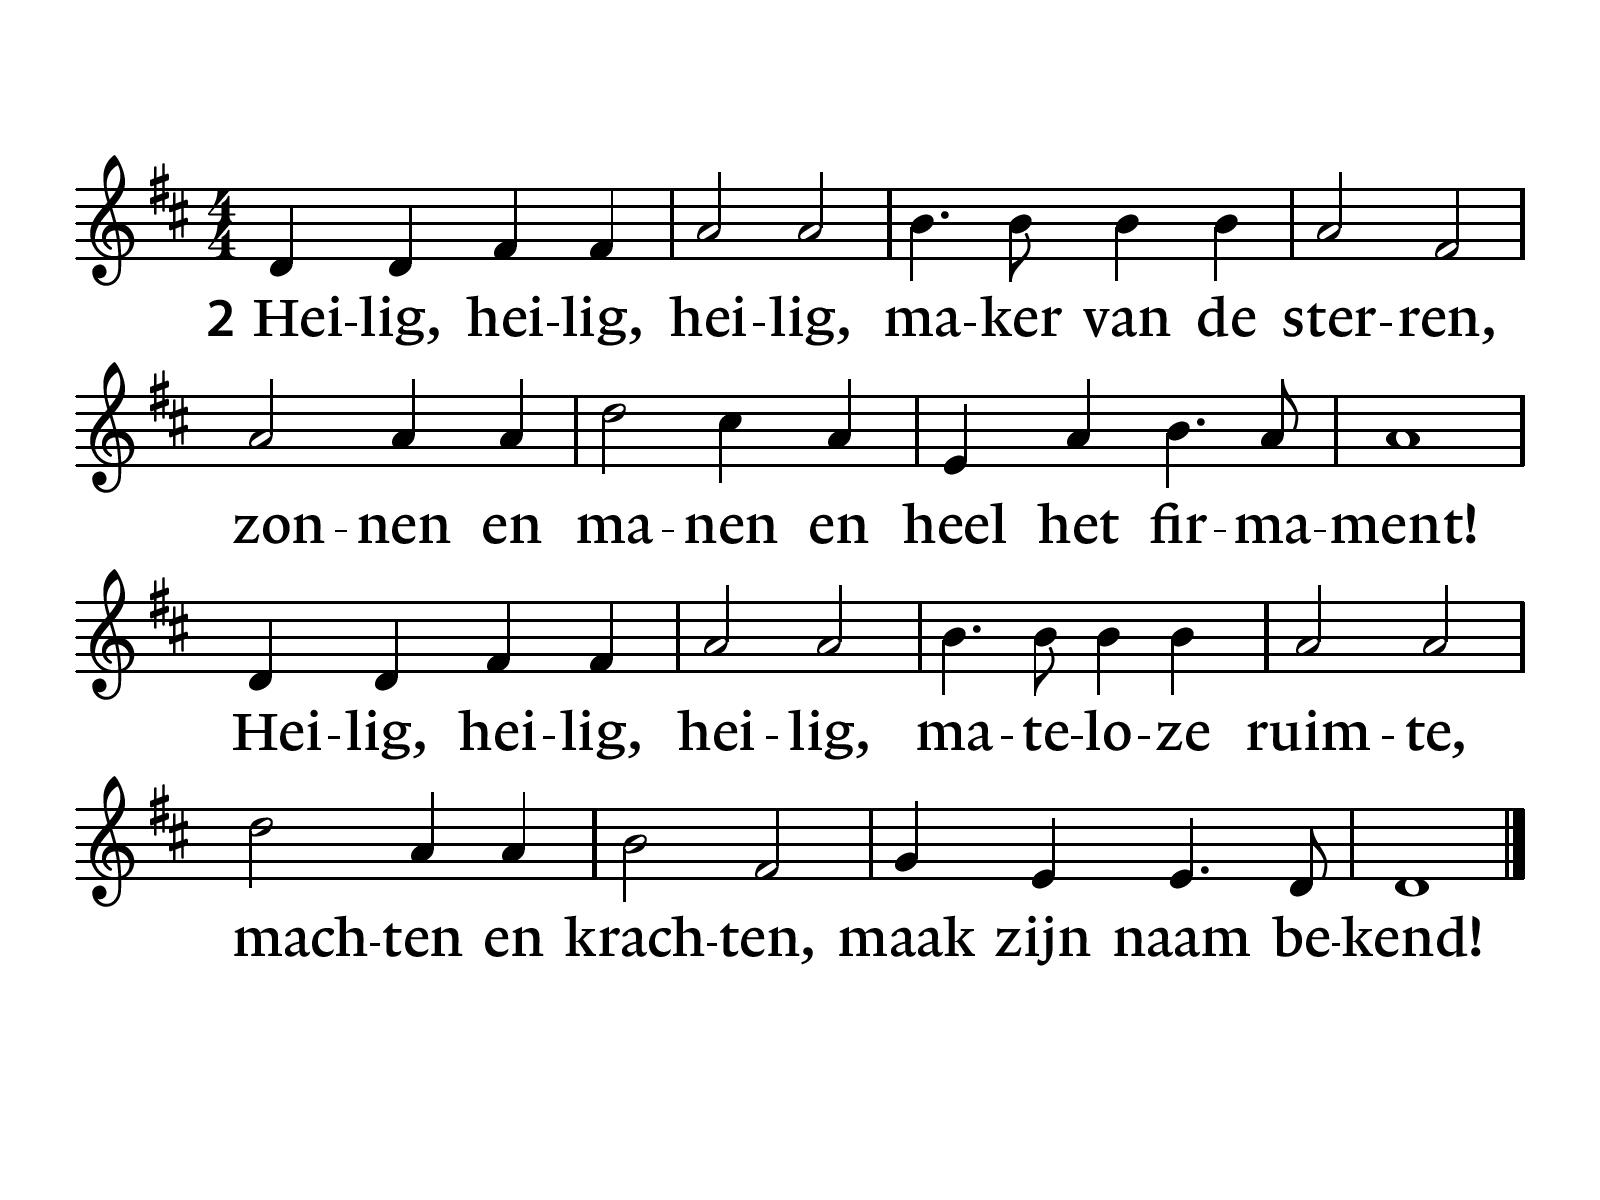 2 Hei-lig, hei-lig, hei-lig, ma-ker van de ster-ren,
zon-nen en ma-nen en heel het fir-ma-ment!
Hei-lig, hei-lig, hei-lig, ma-te-lo-ze ruim-te,
mach-ten en krach-ten, maak zijn naam be-kend!